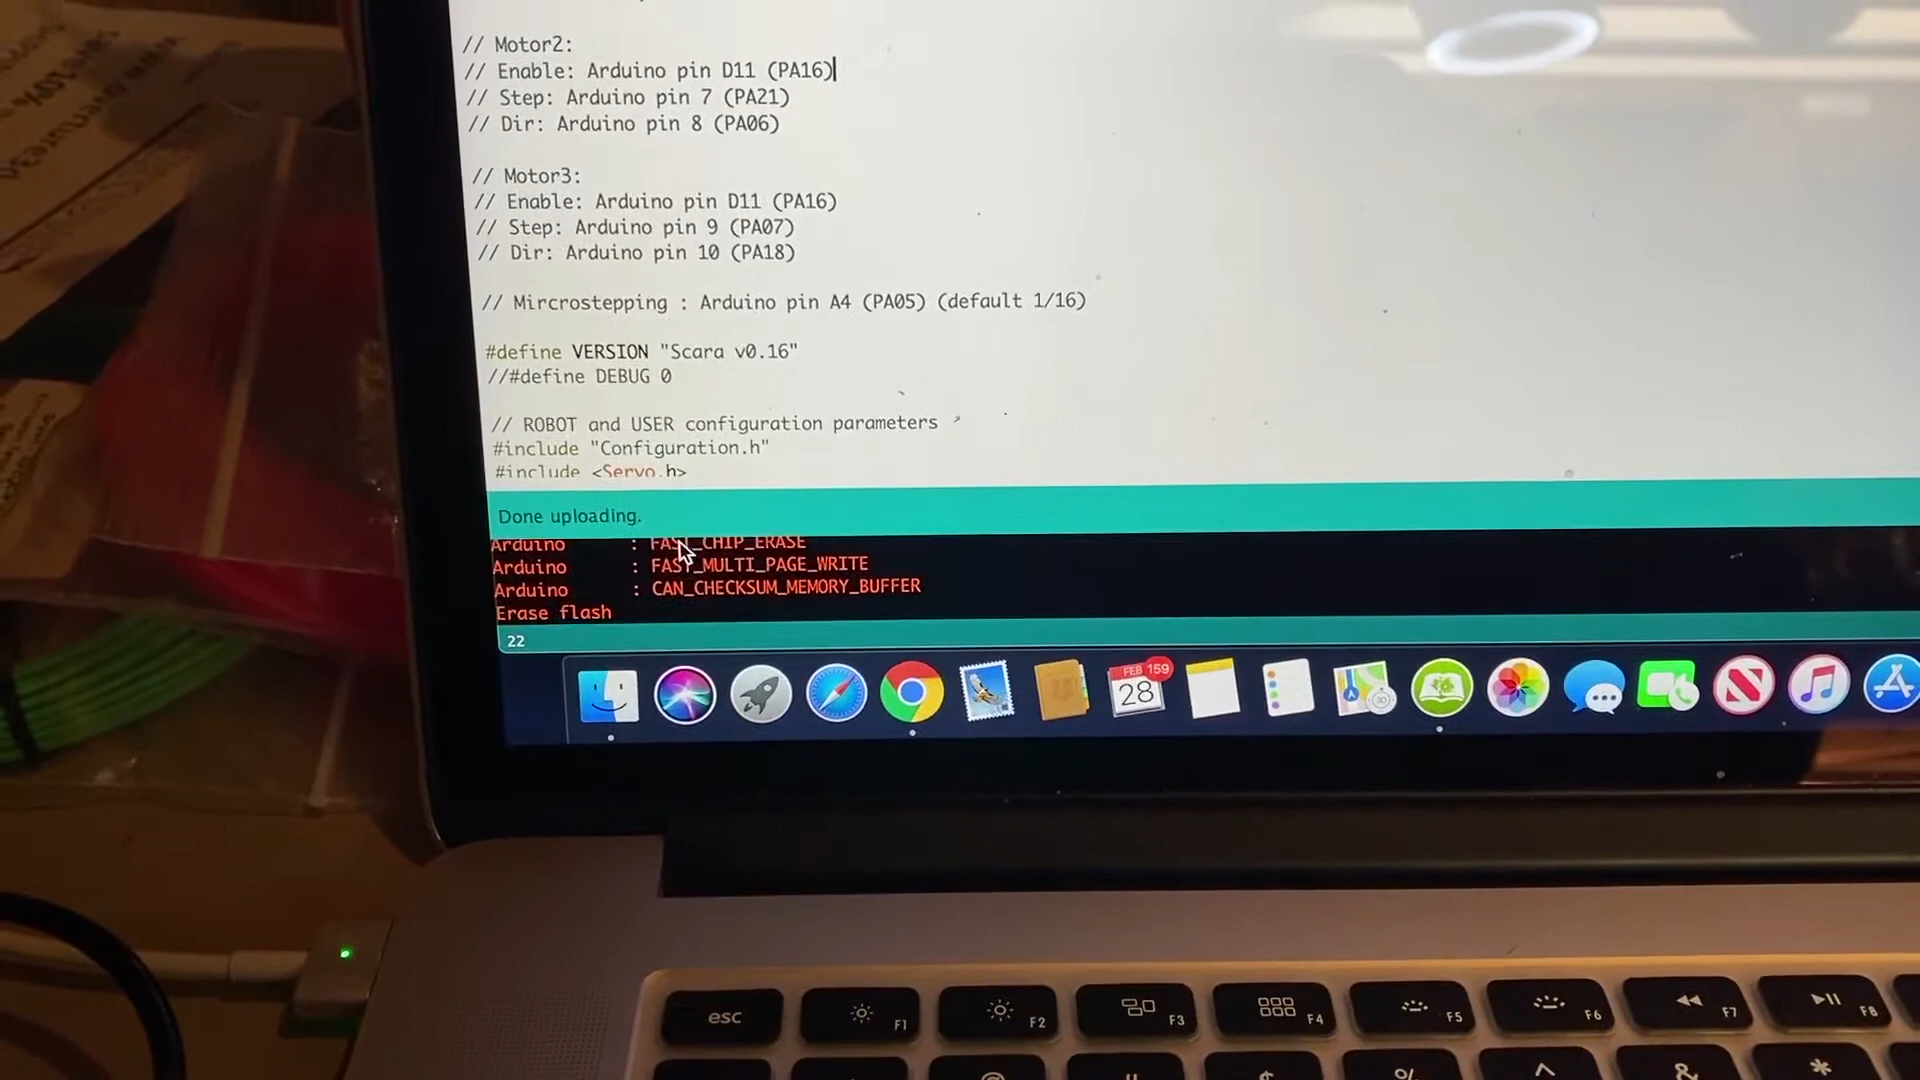 // Motor2:
// Enable: Arduino pin D11 (PA16)
// Step: Arduino pin 7 (PA21)
// Dir: Arduino pin 8 (PA06)
// Motor3:
// Enable: Arduino pin D11 (PA16)
// Step: Arduino pin 9 (PA07)
// Dir: Arduino pin 10 (PA18)
// Mircrostepping : Arduino pin A4 (PA05) (default 1/16)
#define VERSION "Scara v0.16"
//#define DEBUG 0
// ROBOT and USER configuration parameters
#include "Configuration.h"
#include <Servo.h>
Done uploading.
Arduino : FAST_CHIP_ERASE
Arduino : FAST_MULTI_PAGE_WRITE
Arduino : CAN_CHECKSUM_MEMORY_BUFFER
Erase flash
22
FEB 159
28
esc F1 F2 F3 F4 F5 F6 F7 F8
% ^ & *